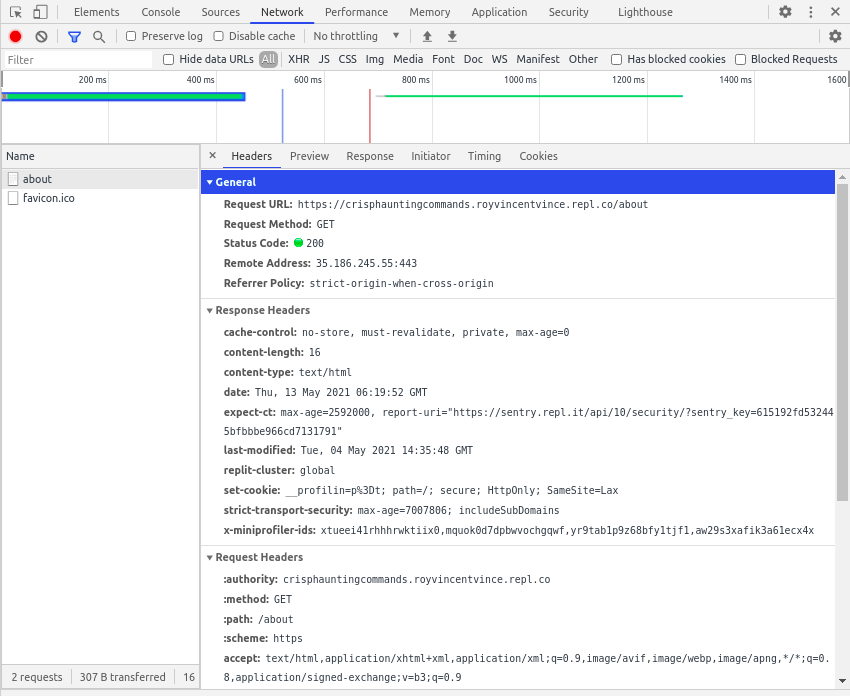 Elements Console Sources Network Performance Memory Application Security Lighthouse
Preserve log Disable cache No throttling
Filter Hide data URLs All XHR JS CSS Img Media Font Doc WS Manifest Other Has blocked cookies Blocked Requests
200 ms 400 ms 600 ms 800 ms 1000 ms 1200 ms 1400 ms 1600
Name
about
favicon.ico
Headers Preview Response Initiator Timing Cookies
General
Request URL: https://crisphauntingcommands.royvincentvince.repl.co/about
Request Method: GET
Status Code: 200
Remote Address: 35.186.245.55:443
Referrer Policy: strict-origin-when-cross-origin
Response Headers
cache-control: no-store, must-revalidate, private, max-age=0
content-length: 16
content-type: text/html
date: Thu, 13 May 2021 06:19:52 GMT
expect-ct: max-age=2592000, report-uri="https://sentry.repl.it/api/10/security/?sentry_key=615192fd53244
5bfbbbe966cd7131791"
last-modified: Tue, 04 May 2021 14:35:48 GMT
replit-cluster: global
set-cookie: __profilin=p%3Dt; path=/; secure; HttpOnly; SameSite=Lax
strict-transport-security: max-age=7007806; includeSubDomains
x-miniprofiler-ids: xtueei41rhhhrwktiix0,mquok0d7dpbwvochgqwf,yr9tab1p9z68bfy1tjf1,aw29s3xafik3a61ecx4x
Request Headers
:authority: crisphauntingcommands.royvincentvince.repl.co
:method: GET
:path: /about
:scheme: https
accept: text/html,application/xhtml+xml,application/xml;q=0.9,image/avif,image/webp,image/apng,*/*;q=0.
8,application/signed-exchange;v=b3;q=0.9
2 requests 307 B transferred 16